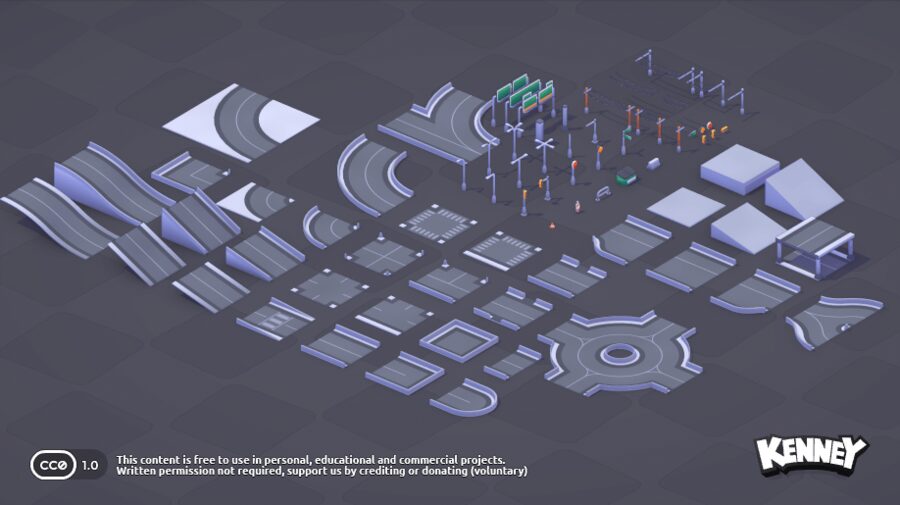 CC0 1.0
This content is free to use in personal, educational and commercial projects.
Written permission not required, support us by crediting or donating (voluntary)
KENNEY